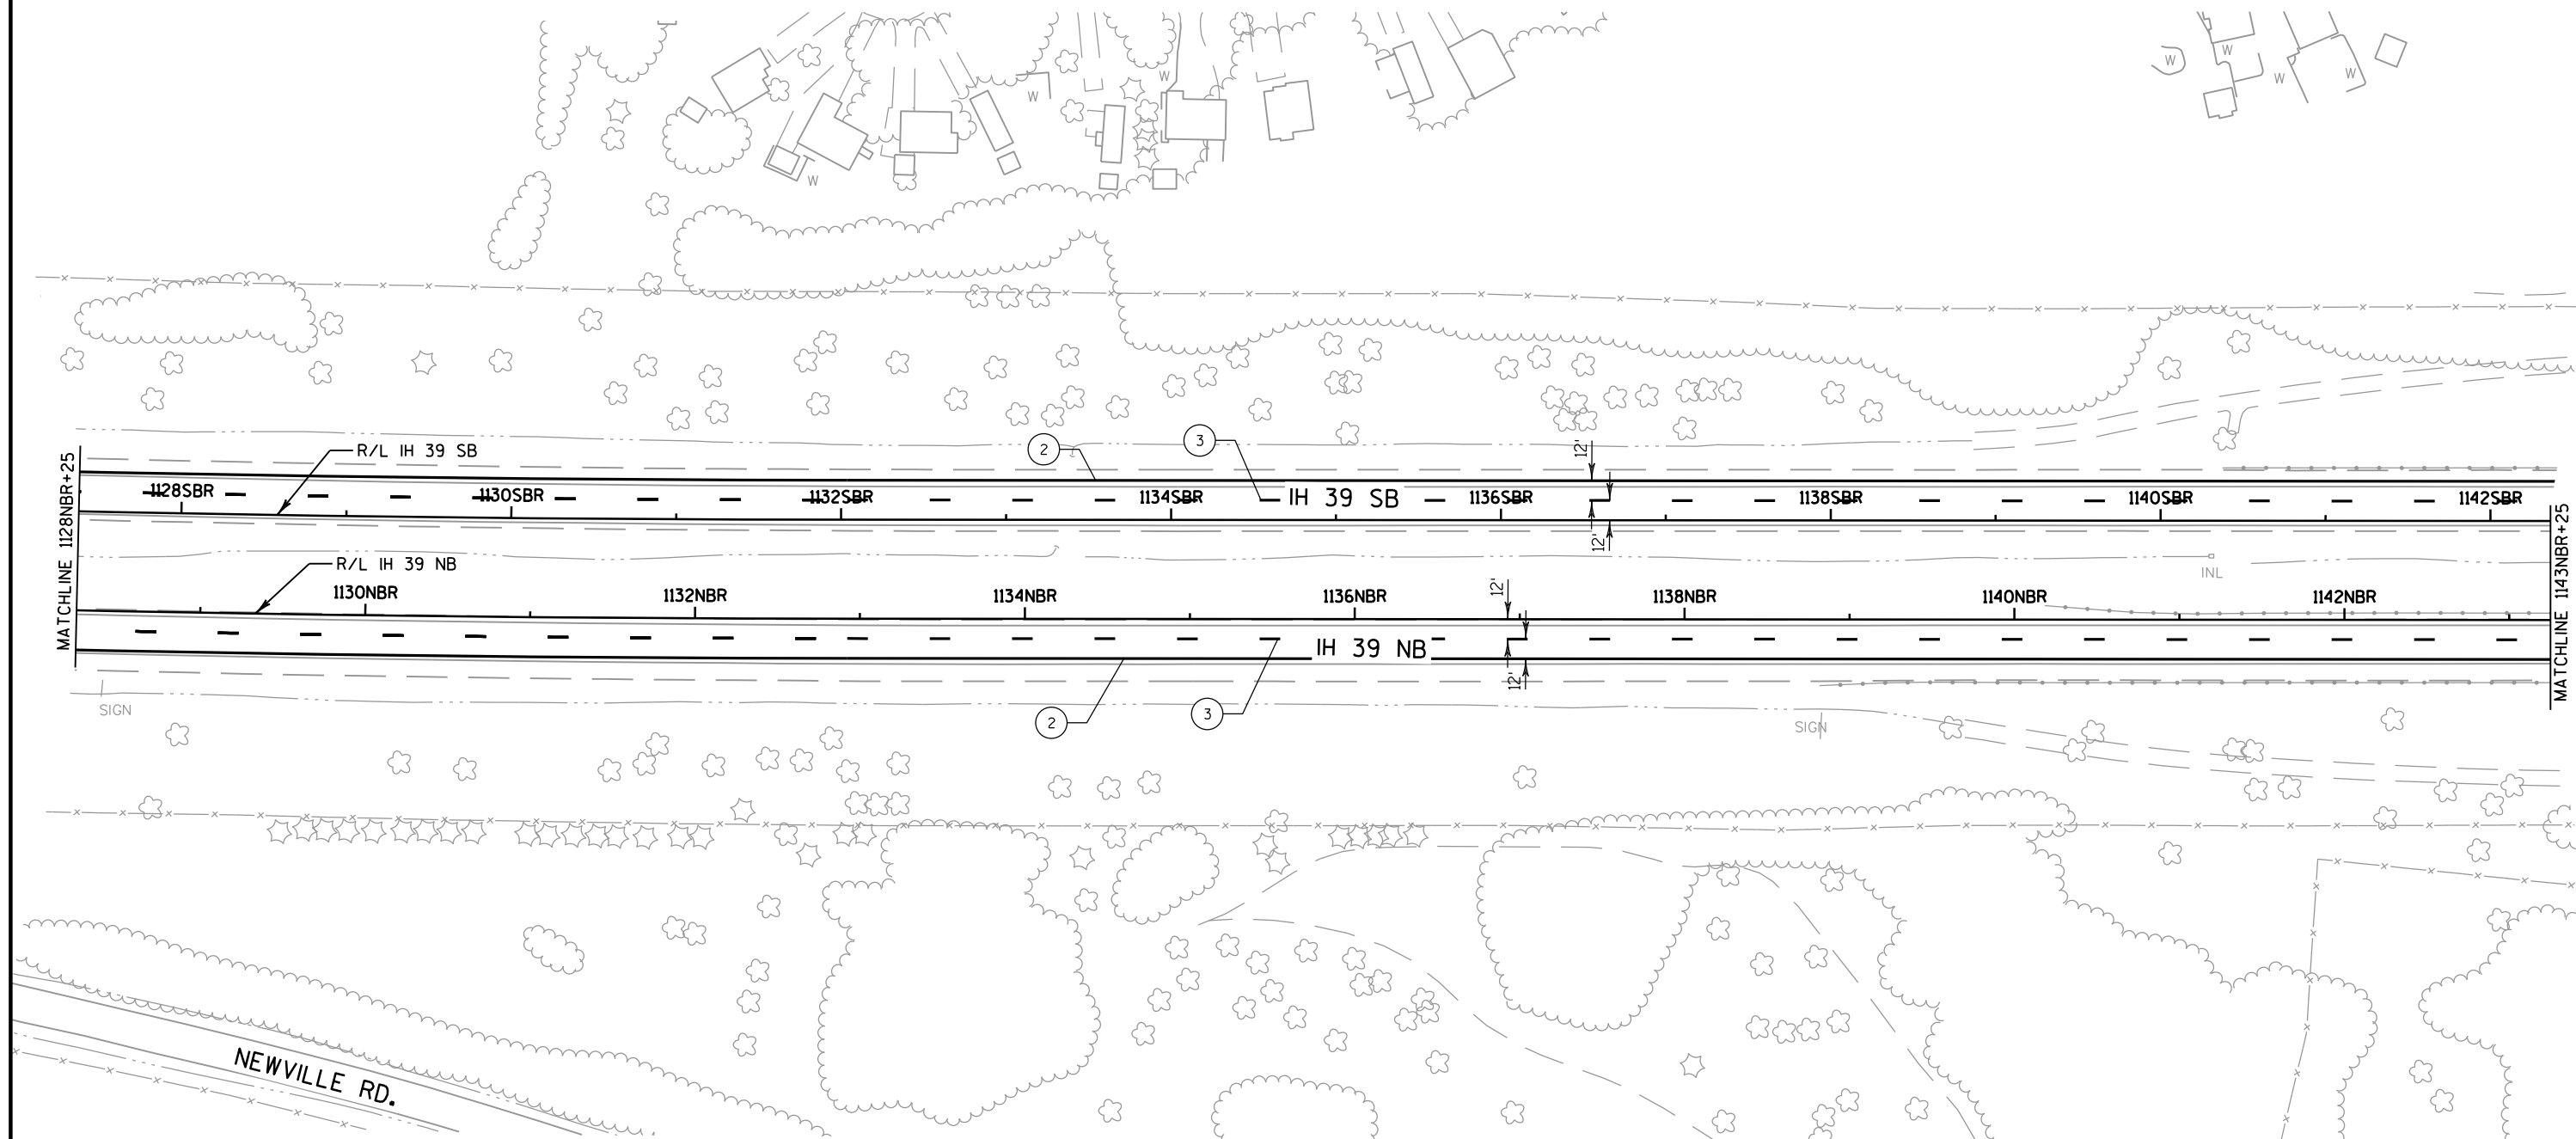 W
W
W
W
W
W
W
R/L IH 39 SB
2
3
12'
1128SBR
1130SBR
1132SBR
1134SBR
IH 39 SB
1136SBR
1138SBR
1140SBR
1142SBR
12'
MATCHLINE 1128NBR+25
R/L IH 39 NB
INL
1130NBR
1132NBR
1134NBR
1136NBR
12'
1138NBR
1140NBR
1142NBR
MATCHLINE 1143NBR+25
IH 39 NB
12'
SIGN
2
3
SIGN
NEWVILLE RD.